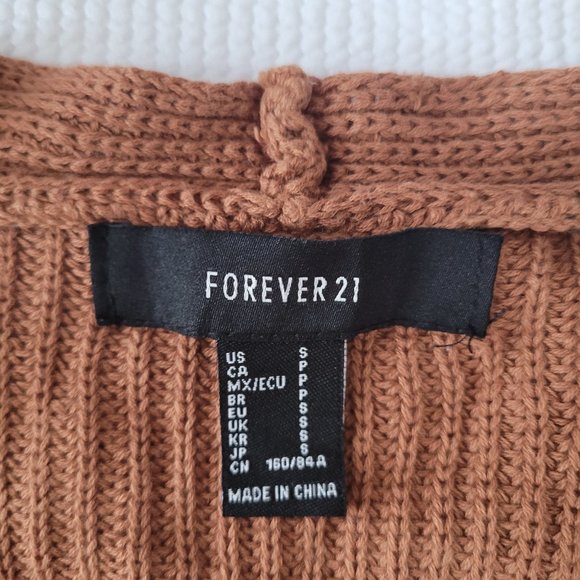 FOREVER 21
US S
CA P
MX/ECU P
BR P
EU S
UK S
KR S
JP S
CN 160/84A
MADE IN CHINA